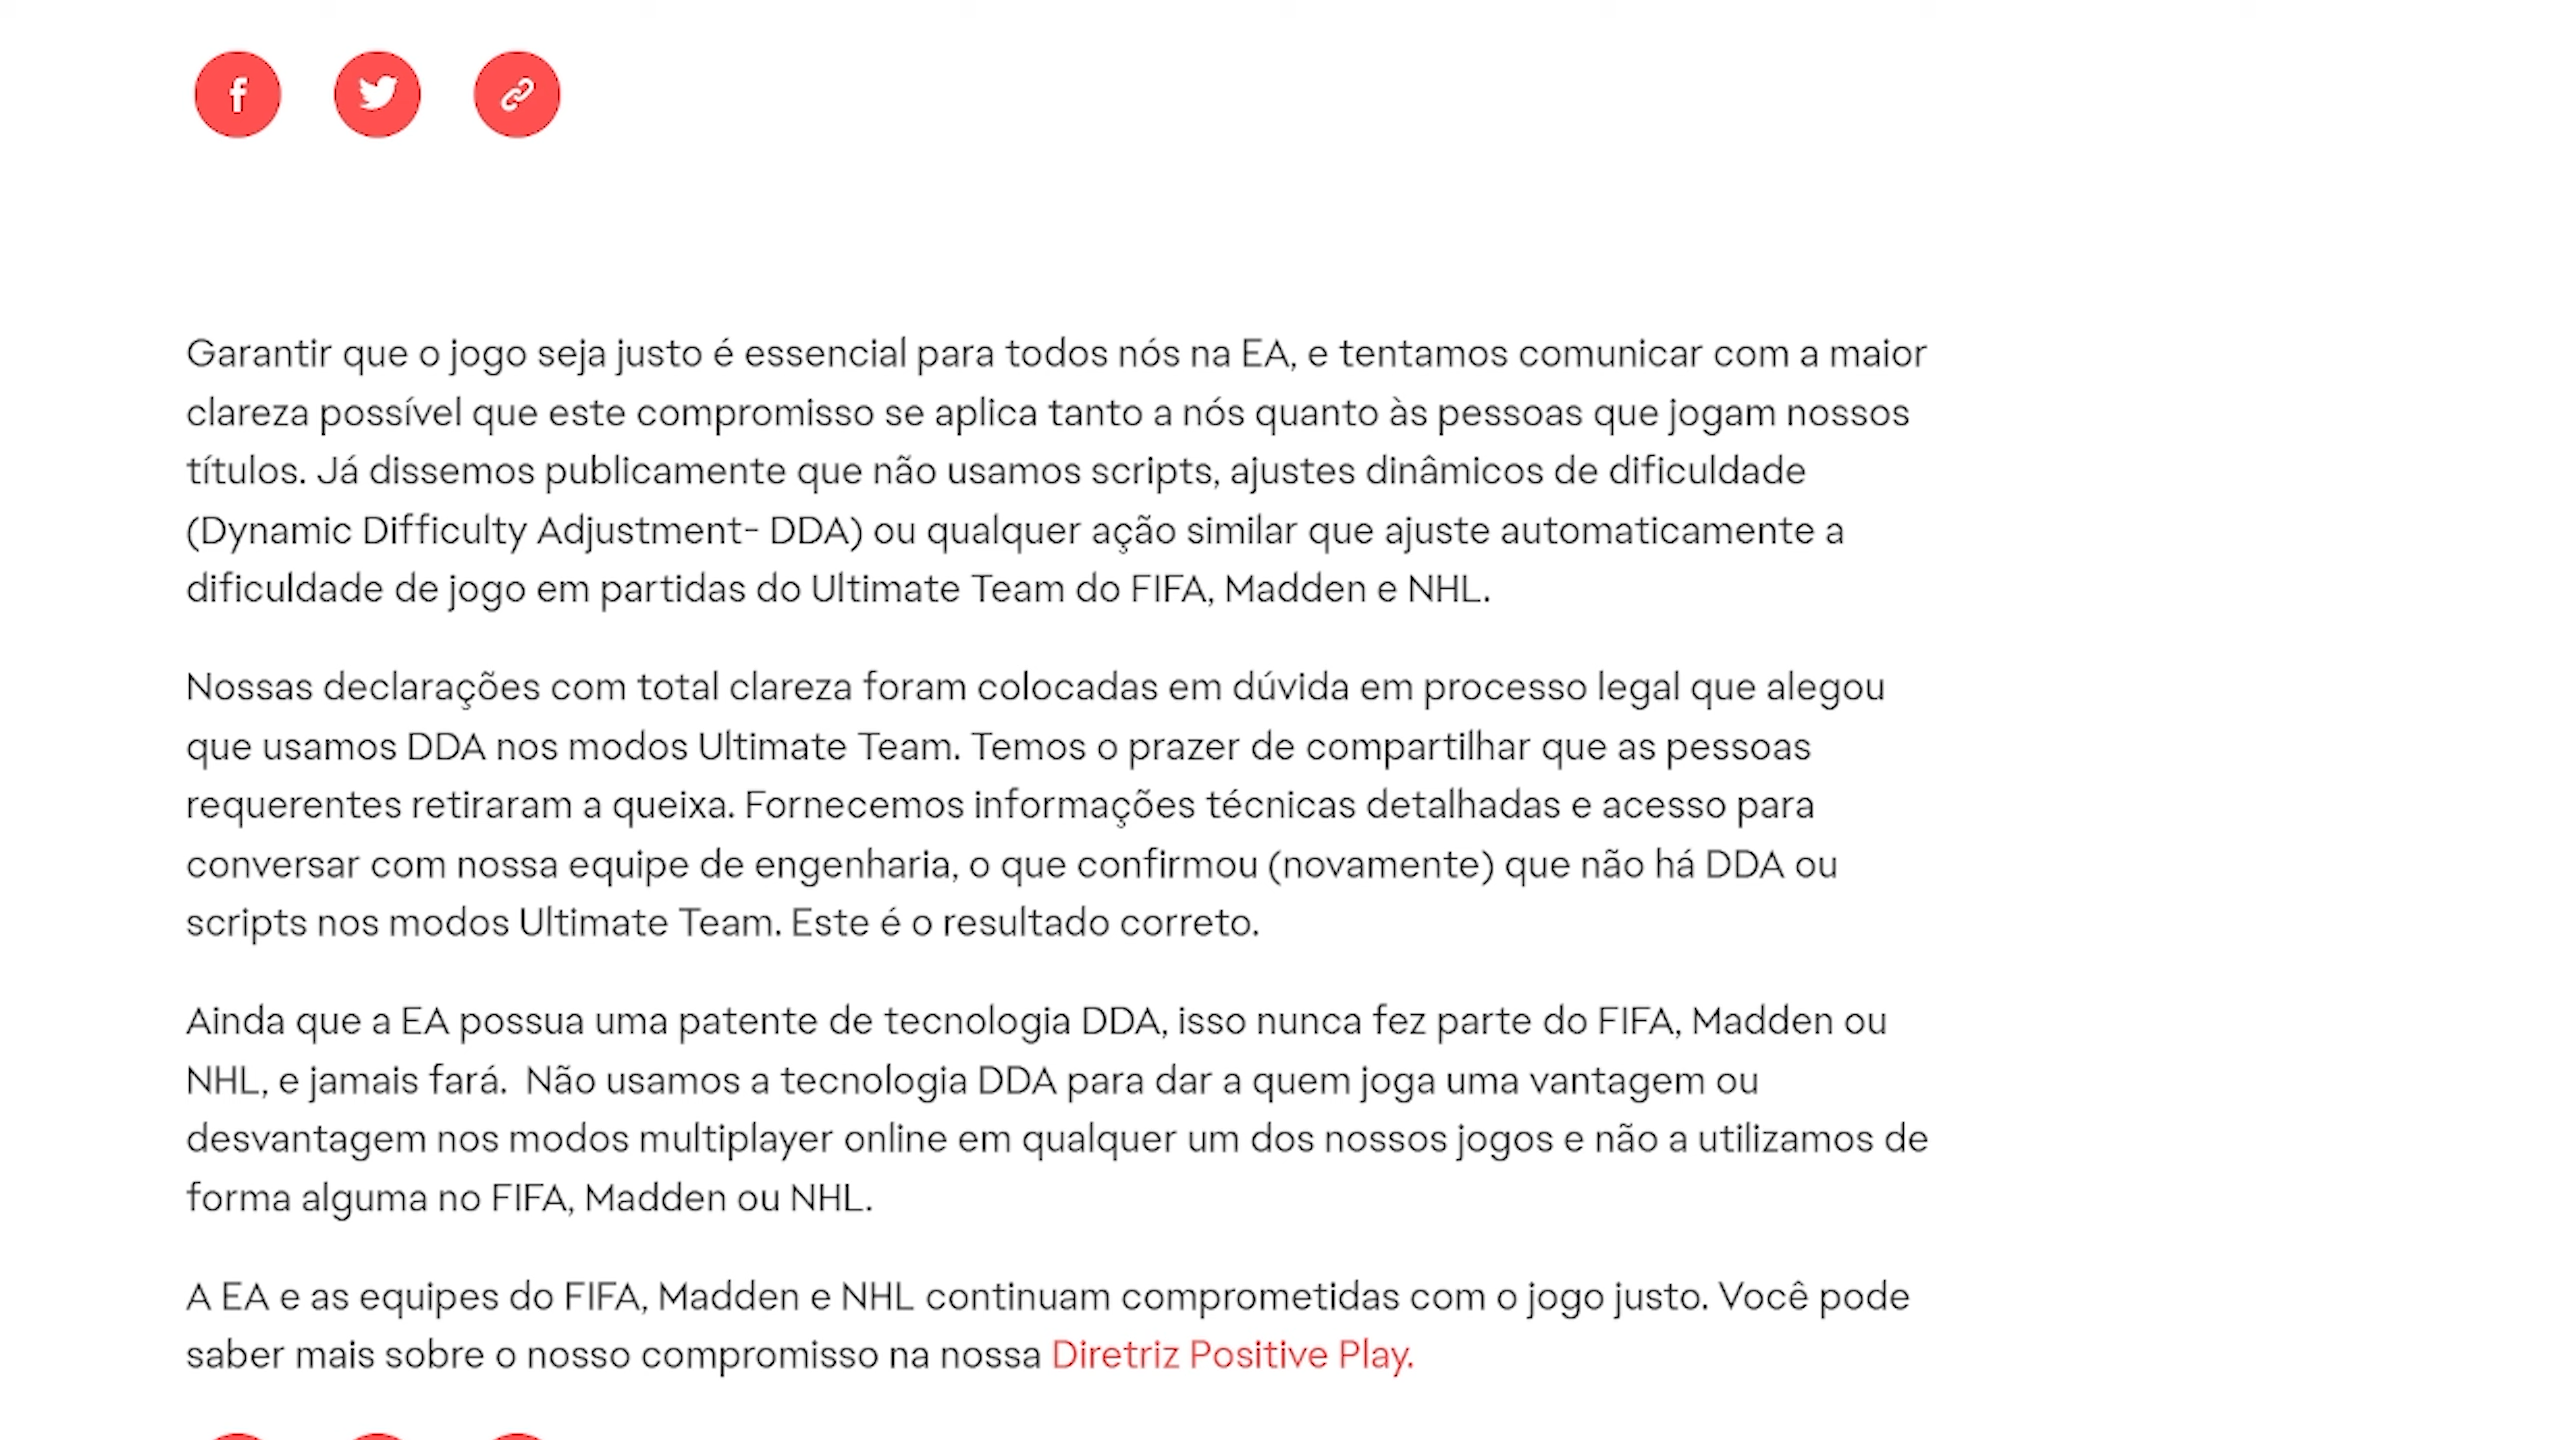 Garantir que o jogo seja justo é essencial para todos nós na EA, e tentamos comunicar com a maior
clareza possível que este compromisso se aplica tanto a nós quanto às pessoas que jogam nossos
títulos. Já dissemos publicamente que não usamos scripts, ajustes dinâmicos de dificuldade
(Dynamic Difficulty Adjustment- DDA) ou qualquer ação similar que ajuste automaticamente a
dificuldade de jogo em partidas do Ultimate Team do FIFA, Madden e NHL.
Nossas declarações com total clareza foram colocadas em dúvida em processo legal que alegou
que usamos DDA nos modos Ultimate Team. Temos o prazer de compartilhar que as pessoas
requerentes retiraram a queixa. Fornecemos informações técnicas detalhadas e acesso para
conversar com nossa equipe de engenharia, o que confirmou (novamente) que não há DDA ou
scripts nos modos Ultimate Team. Este é o resultado correto.
Ainda que a EA possua uma patente de tecnologia DDA, isso nunca fez parte do FIFA, Madden ou
NHL, e jamais fará.  Não usamos a tecnologia DDA para dar a quem joga uma vantagem ou
desvantagem nos modos multiplayer online em qualquer um dos nossos jogos e não a utilizamos de
forma alguma no FIFA, Madden ou NHL.
A EA e as equipes do FIFA, Madden e NHL continuam comprometidas com o jogo justo. Você pode
saber mais sobre o nosso compromisso na nossa Diretriz Positive Play.